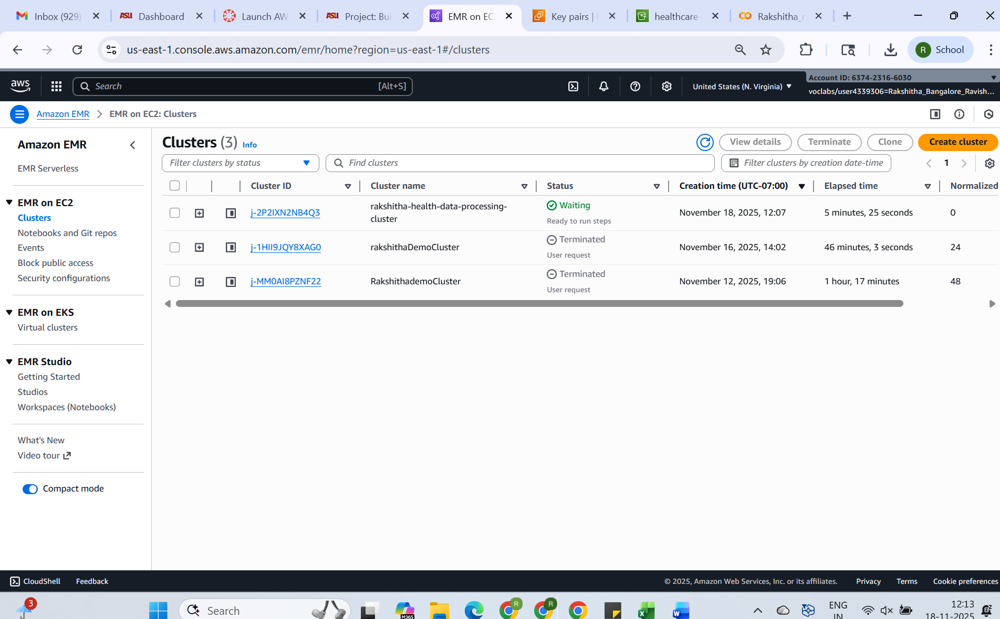 Inbox (929)
Dashboard
Launch AW
Project: Bui
EMR on EC
Key pairs |
healthcare-
Rakshitha_
us-east-1.console.aws.amazon.com/emr/home?region=us-east-1#/clusters
R School
aws
Search [Alt+S]
United States (N. Virginia)
Account ID: 6374-2316-6030
voclabs/user4339306=Rakshitha_Bangalore_Ravish...
Amazon EMR > EMR on EC2: Clusters
Amazon EMR
EMR Serverless
EMR on EC2
Clusters
Notebooks and Git repos
Events
Block public access
Security configurations
EMR on EKS
Virtual clusters
EMR Studio
Getting Started
Studios
Workspaces (Notebooks)
What's New
Video tour
Compact mode
Clusters (3) Info
View details
Terminate
Clone
Create cluster
Filter clusters by status
Find clusters
Filter clusters by creation date-time
1
Cluster ID Cluster name Status Creation time (UTC-07:00) Elapsed time Normalized
j-2P2IXN2NB4Q3 rakshitha-health-data-processing-cluster Waiting Ready to run steps November 18, 2025, 12:07 5 minutes, 25 seconds 0
j-1HII9JQY8XAG0 rakshithaDemoCluster Terminated User request November 16, 2025, 14:02 46 minutes, 3 seconds 24
j-MM0AI8PZNF22 RakshithademoCluster Terminated User request November 12, 2025, 19:06 1 hour, 17 minutes 48
CloudShell Feedback
© 2025, Amazon Web Services, Inc. or its affiliates. Privacy Terms Cookie preferences
3
Search
M365
R
R
ENG
IN
12:13
18-11-2025